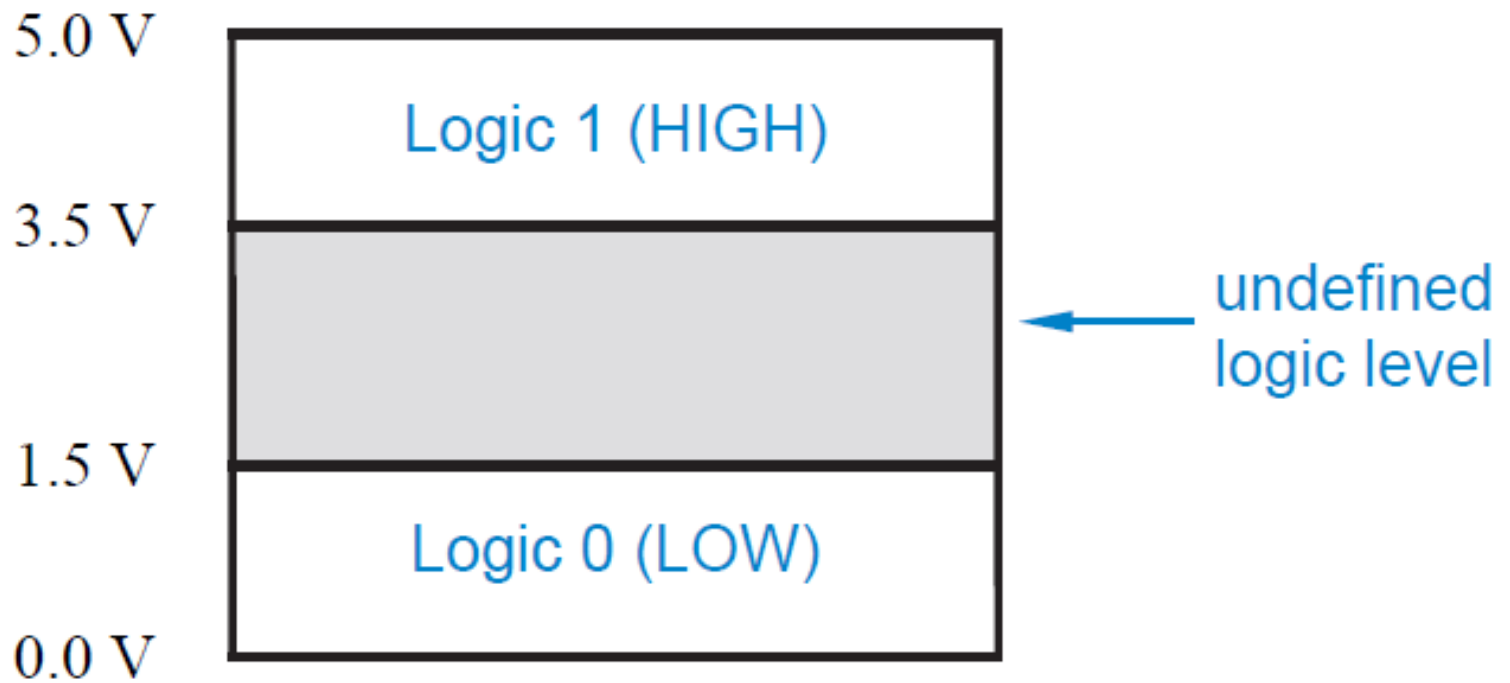 5.0 V
Logic 1 (HIGH)
3.5 V
undefined
logic level
1.5 V
Logic 0 (LOW)
0.0 V